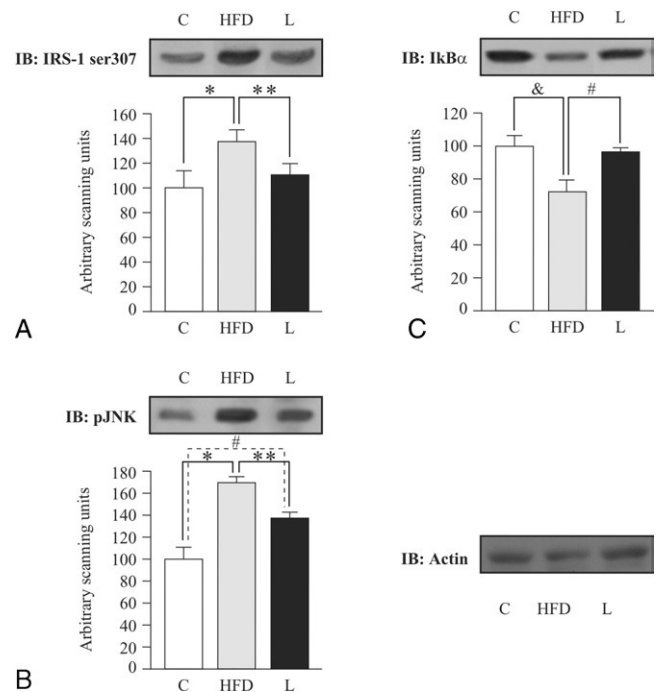 C HFD L
IB: IRS-1 ser307
* **
Arbitrary scanning units
140
120
100
80
60
40
20
0
C HFD L
A
C HFD L
IB: IkBα
& #
Arbitrary scanning units
120
100
80
60
40
20
0
C HFD L
C
C HFD L
IB: pJNK
#
* **
Arbitrary scanning units
180
140
120
100
80
60
40
20
0
C HFD L
B
IB: Actin
C HFD L